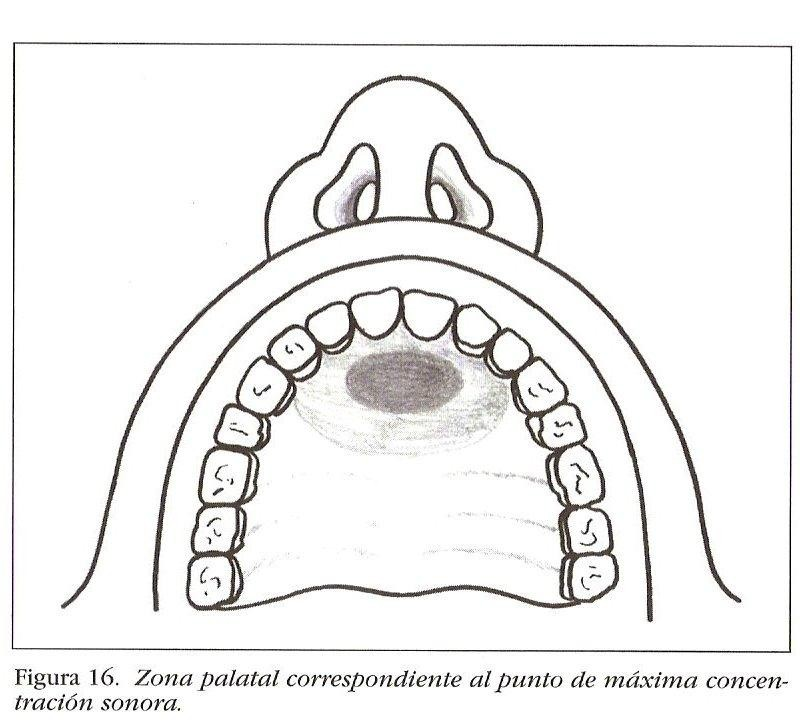 Figura 16. Zona palatal correspondiente al punto de máxima concen-
tración sonora.